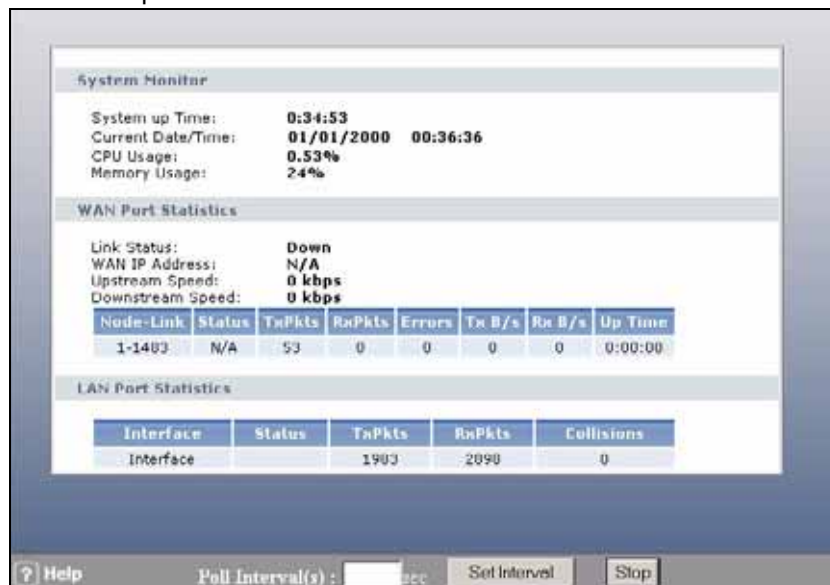 System Monitor
System up Time: 0:34:53
Current Date/Time: 01/01/2000 00:36:36
CPU Usage: 0.53%
Memory Usage: 24%
WAN Port Statistics
Link Status: Down
WAN IP Address: N/A
Upstream Speed: 0 kbps
Downstream Speed: 0 kbps
Node-Link Status TxPkts RxPkts Errors Tx B/s Rx B/s Up Time
1-1483 N/A 53 0 0 0 0 0:00:00
LAN Port Statistics
Interface Status TxPkts RxPkts Collisions
Interface 1983 2898 0
? Help Poll Interval(s) : sec Set Interval Stop